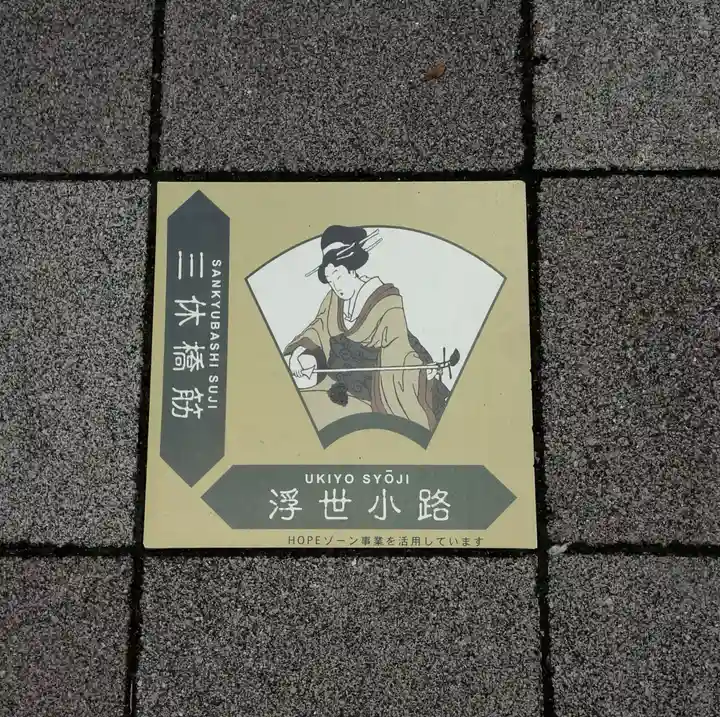 SANKYUBASHI SUJI
三休橋筋
UKIYO SYŌJI
浮世小路
HOPEゾーン事業を活用しています